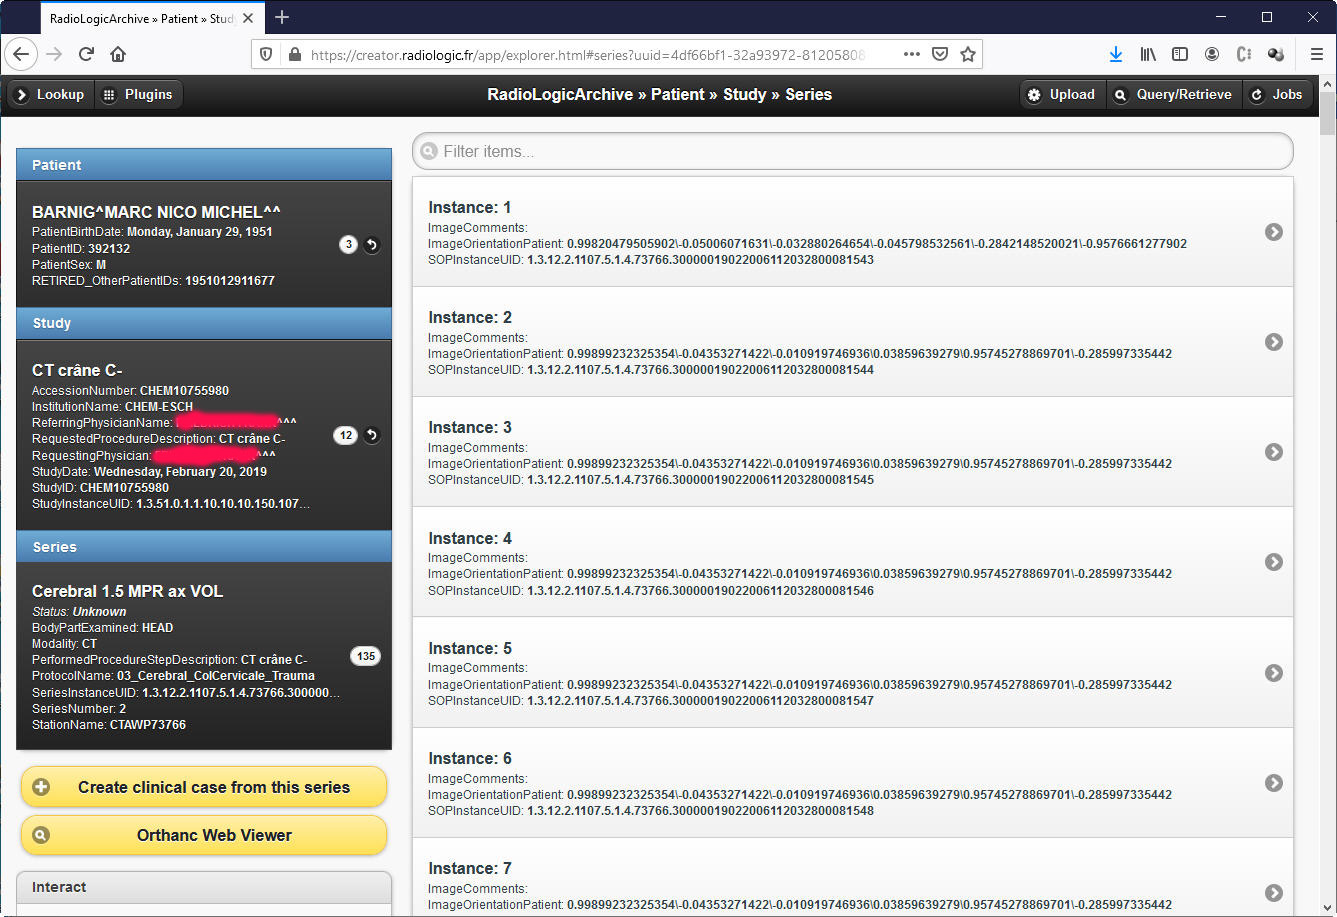 RadioLogicArchive » Patient » Stud
https://creator.radiologic.fr/app/explorer.html#series?uuid=4df66bf1-32a93972-81205808
Lookup
Plugins
RadioLogicArchive » Patient » Study » Series
Upload
Query/Retrieve
Jobs
Patient
BARNIG^MARC NICO MICHEL^^
PatientBirthDate: Monday, January 29, 1951
PatientID: 392132
PatientSex: M
RETIRED_OtherPatientIDs: 1951012911677
3
Study
CT crâne C-
AccessionNumber: CHEM10755980
InstitutionName: CHEM-ESCH
ReferringPhysicianName: ^^^
RequestedProcedureDescription: CT crâne C-
RequestingPhysician: ^^^
StudyDate: Wednesday, February 20, 2019
StudyID: CHEM10755980
StudyInstanceUID: 1.3.51.0.1.1.10.10.10.150.107...
12
Series
Cerebral 1.5 MPR ax VOL
Status: Unknown
BodyPartExamined: HEAD
Modality: CT
PerformedProcedureStepDescription: CT crâne C-
ProtocolName: 03_Cerebral_ColCervicale_Trauma
SeriesInstanceUID: 1.3.12.2.1107.5.1.4.73766.300000...
SeriesNumber: 2
StationName: CTAWP73766
135
Create clinical case from this series
Orthanc Web Viewer
Interact
Filter items...
Instance: 1
ImageComments:
ImageOrientationPatient: 0.99820479505902\-0.05006071631\-0.032880264654\-0.045798532561\-0.2842148520021\-0.9576661277902
SOPInstanceUID: 1.3.12.2.1107.5.1.4.73766.30000019022006112032800081543
Instance: 2
ImageComments:
ImageOrientationPatient: 0.99899232325354\-0.04353271422\-0.010919746936\0.03859639279\0.95745278869701\-0.285997335442
SOPInstanceUID: 1.3.12.2.1107.5.1.4.73766.30000019022006112032800081544
Instance: 3
ImageComments:
ImageOrientationPatient: 0.99899232325354\-0.04353271422\-0.010919746936\0.03859639279\0.95745278869701\-0.285997335442
SOPInstanceUID: 1.3.12.2.1107.5.1.4.73766.30000019022006112032800081545
Instance: 4
ImageComments:
ImageOrientationPatient: 0.99899232325354\-0.04353271422\-0.010919746936\0.03859639279\0.95745278869701\-0.285997335442
SOPInstanceUID: 1.3.12.2.1107.5.1.4.73766.30000019022006112032800081546
Instance: 5
ImageComments:
ImageOrientationPatient: 0.99899232325354\-0.04353271422\-0.010919746936\0.03859639279\0.95745278869701\-0.285997335442
SOPInstanceUID: 1.3.12.2.1107.5.1.4.73766.30000019022006112032800081547
Instance: 6
ImageComments:
ImageOrientationPatient: 0.99899232325354\-0.04353271422\-0.010919746936\0.03859639279\0.95745278869701\-0.285997335442
SOPInstanceUID: 1.3.12.2.1107.5.1.4.73766.30000019022006112032800081548
Instance: 7
ImageComments:
ImageOrientationPatient: 0.99899232325354\-0.04353271422\-0.010919746936\0.03859639279\0.95745278869701\-0.285997335442